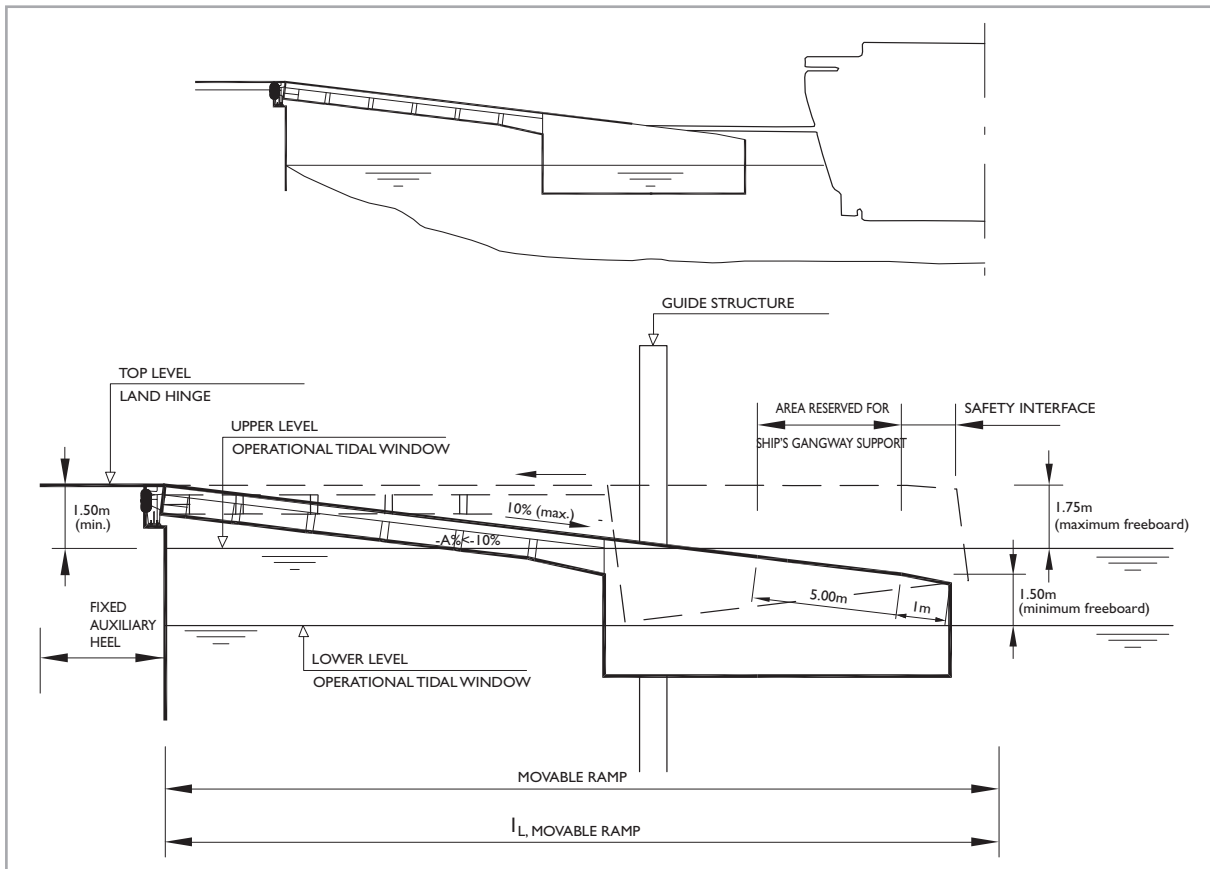 GUIDE STRUCTURE
TOP LEVEL
LAND HINGE
UPPER LEVEL
OPERATIONAL TIDAL WINDOW
AREA RESERVED FOR
SHIP'S GANGWAY SUPPORT
SAFETY INTERFACE
1.50m
(min.)
10% (max.)
-A%<-10%
1.75m
(maximum freeboard)
5.00m
1m
1.50m
(minimum freeboard)
FIXED
AUXILIARY
HEEL
LOWER LEVEL
OPERATIONAL TIDAL WINDOW
MOVABLE RAMP
lL, MOVABLE RAMP